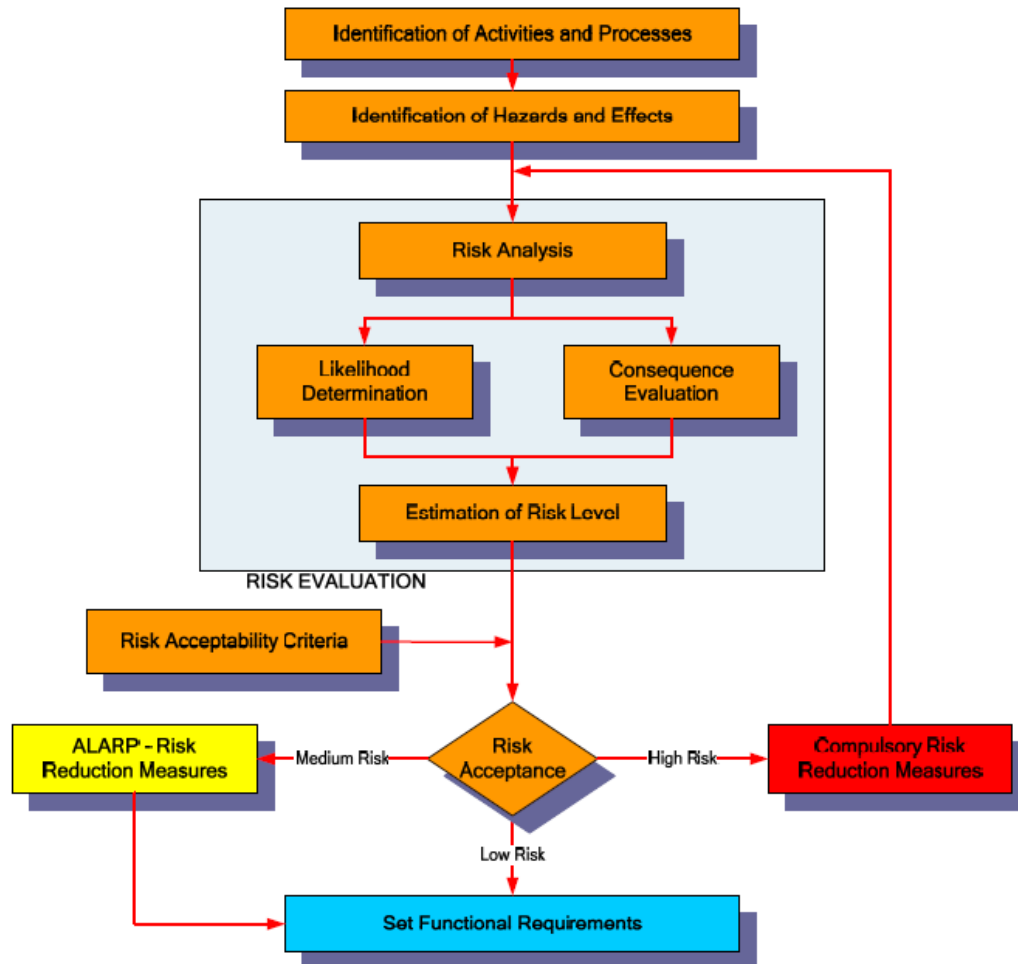 Identification of Activities and Processes
Identification of Hazards and Effects
Risk Analysis
Likelihood
Determination
Consequence
Evaluation
Estimation of Risk Level
RISK EVALUATION
Risk Acceptability Criteria
ALARP - Risk
Reduction Measures
Medium Risk
Risk
Acceptance
High Risk
Compulsory Risk
Reduction Measures
Low Risk
Set Functional Requirements